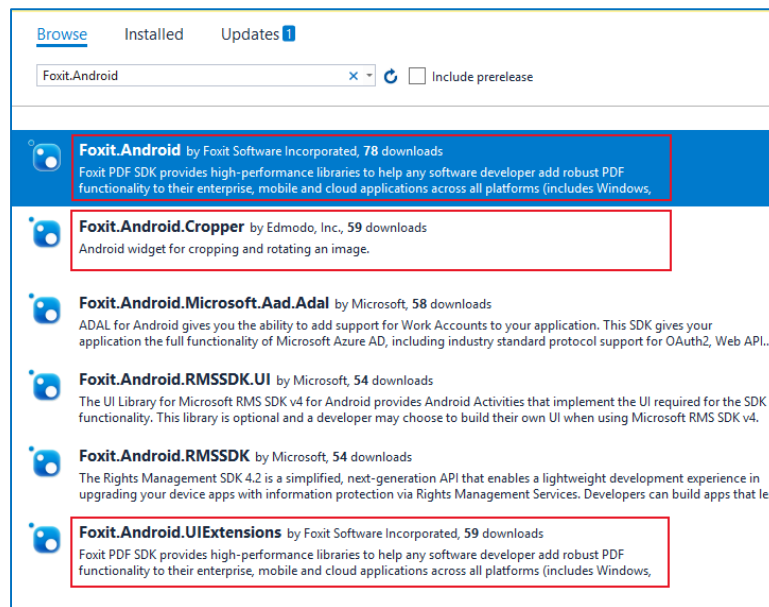 Browse Installed Updates 1
Foxit.Android Include prerelease
Foxit.Android by Foxit Software Incorporated, 78 downloads
Foxit PDF SDK provides high-performance libraries to help any software developer add robust PDF
functionality to their enterprise, mobile and cloud applications across all platforms (includes Windows,
Foxit.Android.Cropper by Edmodo, Inc., 59 downloads
Android widget for cropping and rotating an image.
Foxit.Android.Microsoft.Aad.Adal by Microsoft, 58 downloads
ADAL for Android gives you the ability to add support for Work Accounts to your application. This SDK gives your
application the full functionality of Microsoft Azure AD, including industry standard protocol support for OAuth2, Web API...
Foxit.Android.RMSSDK.UI by Microsoft, 54 downloads
The UI Library for Microsoft RMS SDK v4 for Android provides Android Activities that implement the UI required for the SDK
functionality. This library is optional and a developer may choose to build their own UI when using Microsoft RMS SDK v4.
Foxit.Android.RMSSDK by Microsoft, 54 downloads
The Rights Management SDK 4.2 is a simplified, next-generation API that enables a lightweight development experience in
upgrading your device apps with information protection via Rights Management Services. Developers can build apps that le
Foxit.Android.UIExtensions by Foxit Software Incorporated, 59 downloads
Foxit PDF SDK provides high-performance libraries to help any software developer add robust PDF
functionality to their enterprise, mobile and cloud applications across all platforms (includes Windows,